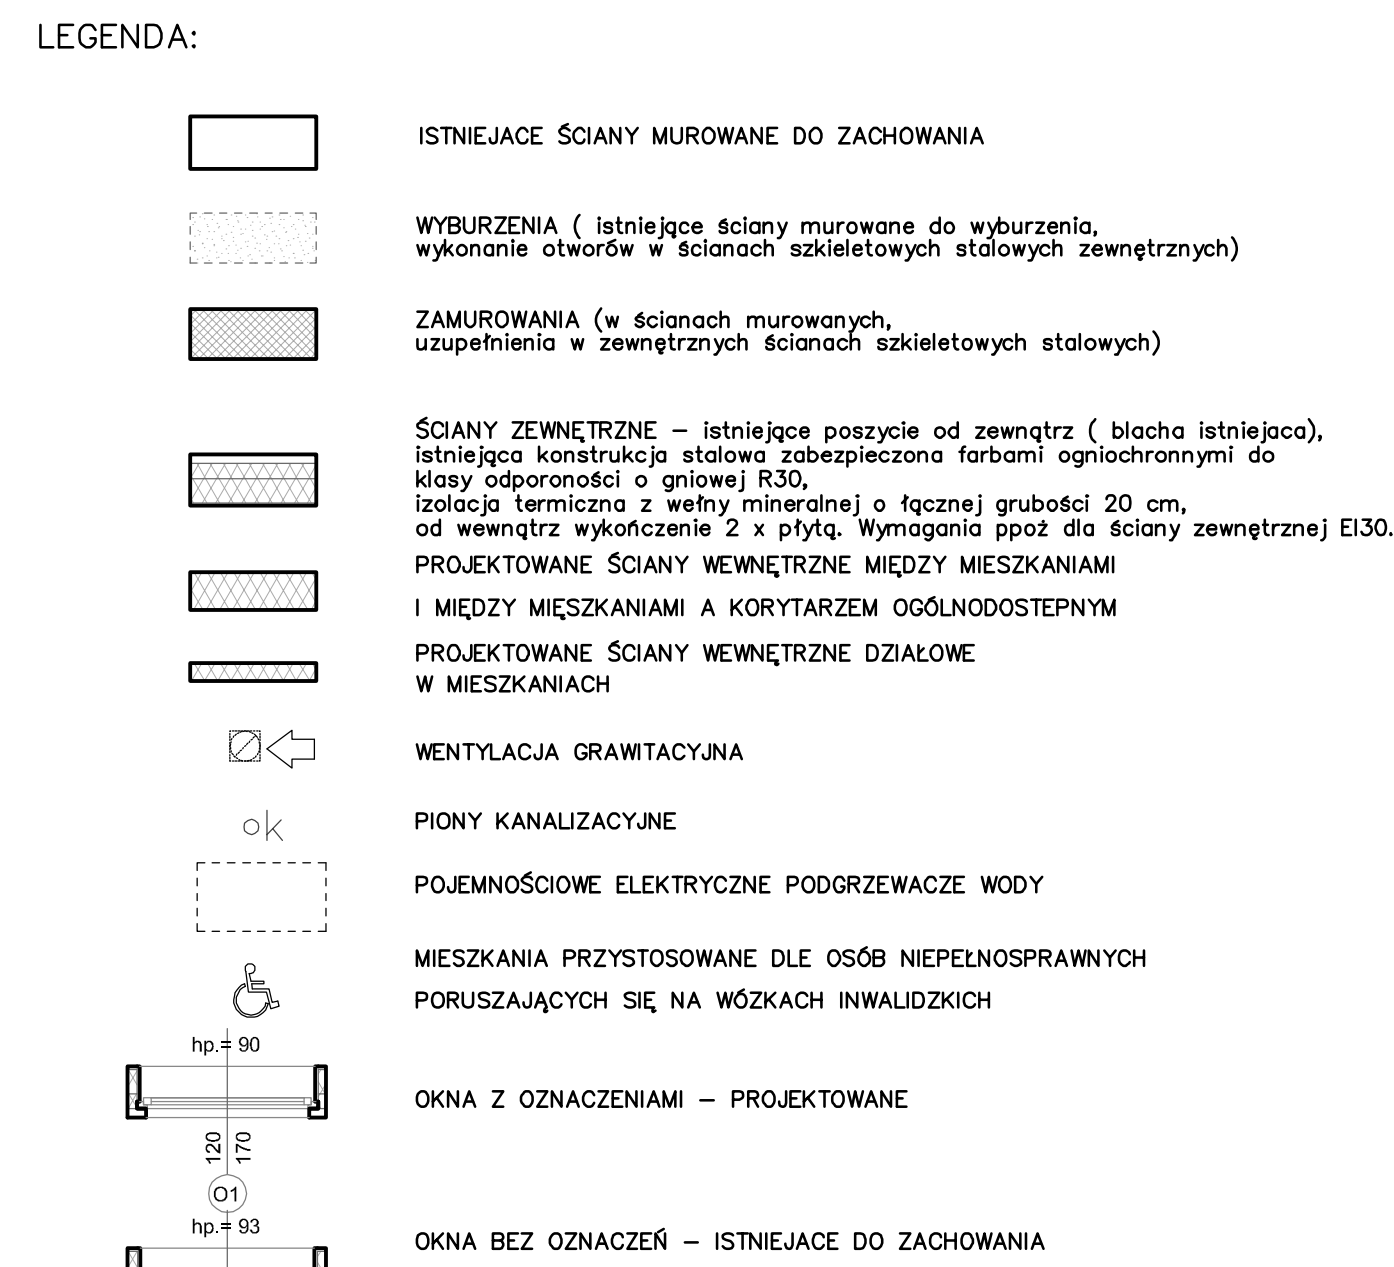 LEGENDA:
ISTNIEJACE ŚCIANY MUROWANE DO ZACHOWANIA
WYBURZENIA ( istniejące ściany murowane do wyburzenia,
wykonanie otworów w ścianach szkieletowych stalowych zewnętrznych)
ZAMUROWANIA (w ścianach murowanych,
uzupełnienia w zewnętrznych ścianach szkieletowych stalowych)
ŚCIANY ZEWNĘTRZNE – istniejące poszycie od zewnątrz ( blacha istniejaca),
istniejąca konstrukcja stalowa zabezpieczona farbami ogniochronnymi do
klasy odporoności o gniowej R30,
izolacja termiczna z wełny mineralnej o łącznej grubości 20 cm,
od wewnątrz wykończenie 2 x płytą. Wymagania ppoż dla ściany zewnętrznej EI30.
PROJEKTOWANE ŚCIANY WEWNĘTRZNE MIĘDZY MIESZKANIAMI
I MIĘDZY MIĘSZKANIAMI A KORYTARZEM OGÓLNODOSTEPNYM
PROJEKTOWANE ŚCIANY WEWNĘTRZNE DZIAŁOWE
W MIESZKANIACH
WENTYLACJA GRAWITACYJNA
ok
PIONY KANALIZACYJNE
POJEMNOŚCIOWE ELEKTRYCZNE PODGRZEWACZE WODY
MIESZKANIA PRZYSTOSOWANE DLE OSÓB NIEPEŁNOSPRAWNYCH
PORUSZAJĄCYCH SIĘ NA WÓZKACH INWALIDZKICH
hp.= 90
OKNA Z OZNACZENIAMI – PROJEKTOWANE
120
170
O1
hp.= 93
OKNA BEZ OZNACZEŃ – ISTNIEJACE DO ZACHOWANIA